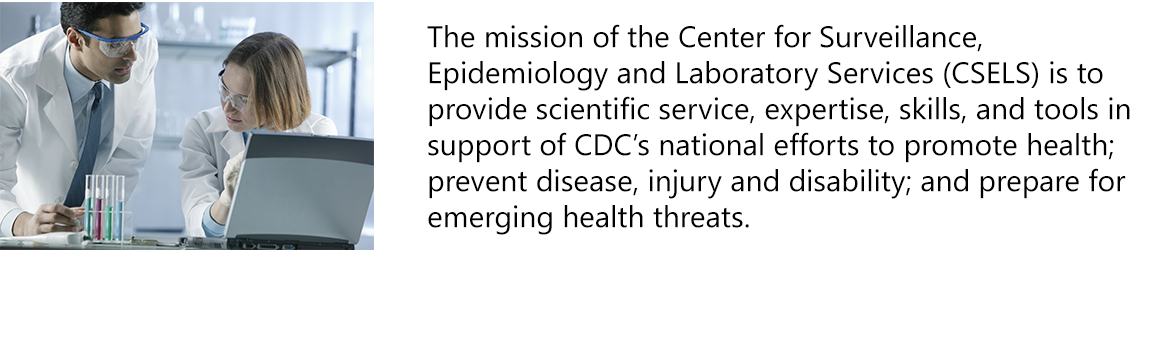 The mission of the Center for Surveillance,
Epidemiology and Laboratory Services (CSELS) is to
provide scientific service, expertise, skills, and tools in
support of CDC’s national efforts to promote health;
prevent disease, injury and disability; and prepare for
emerging health threats.